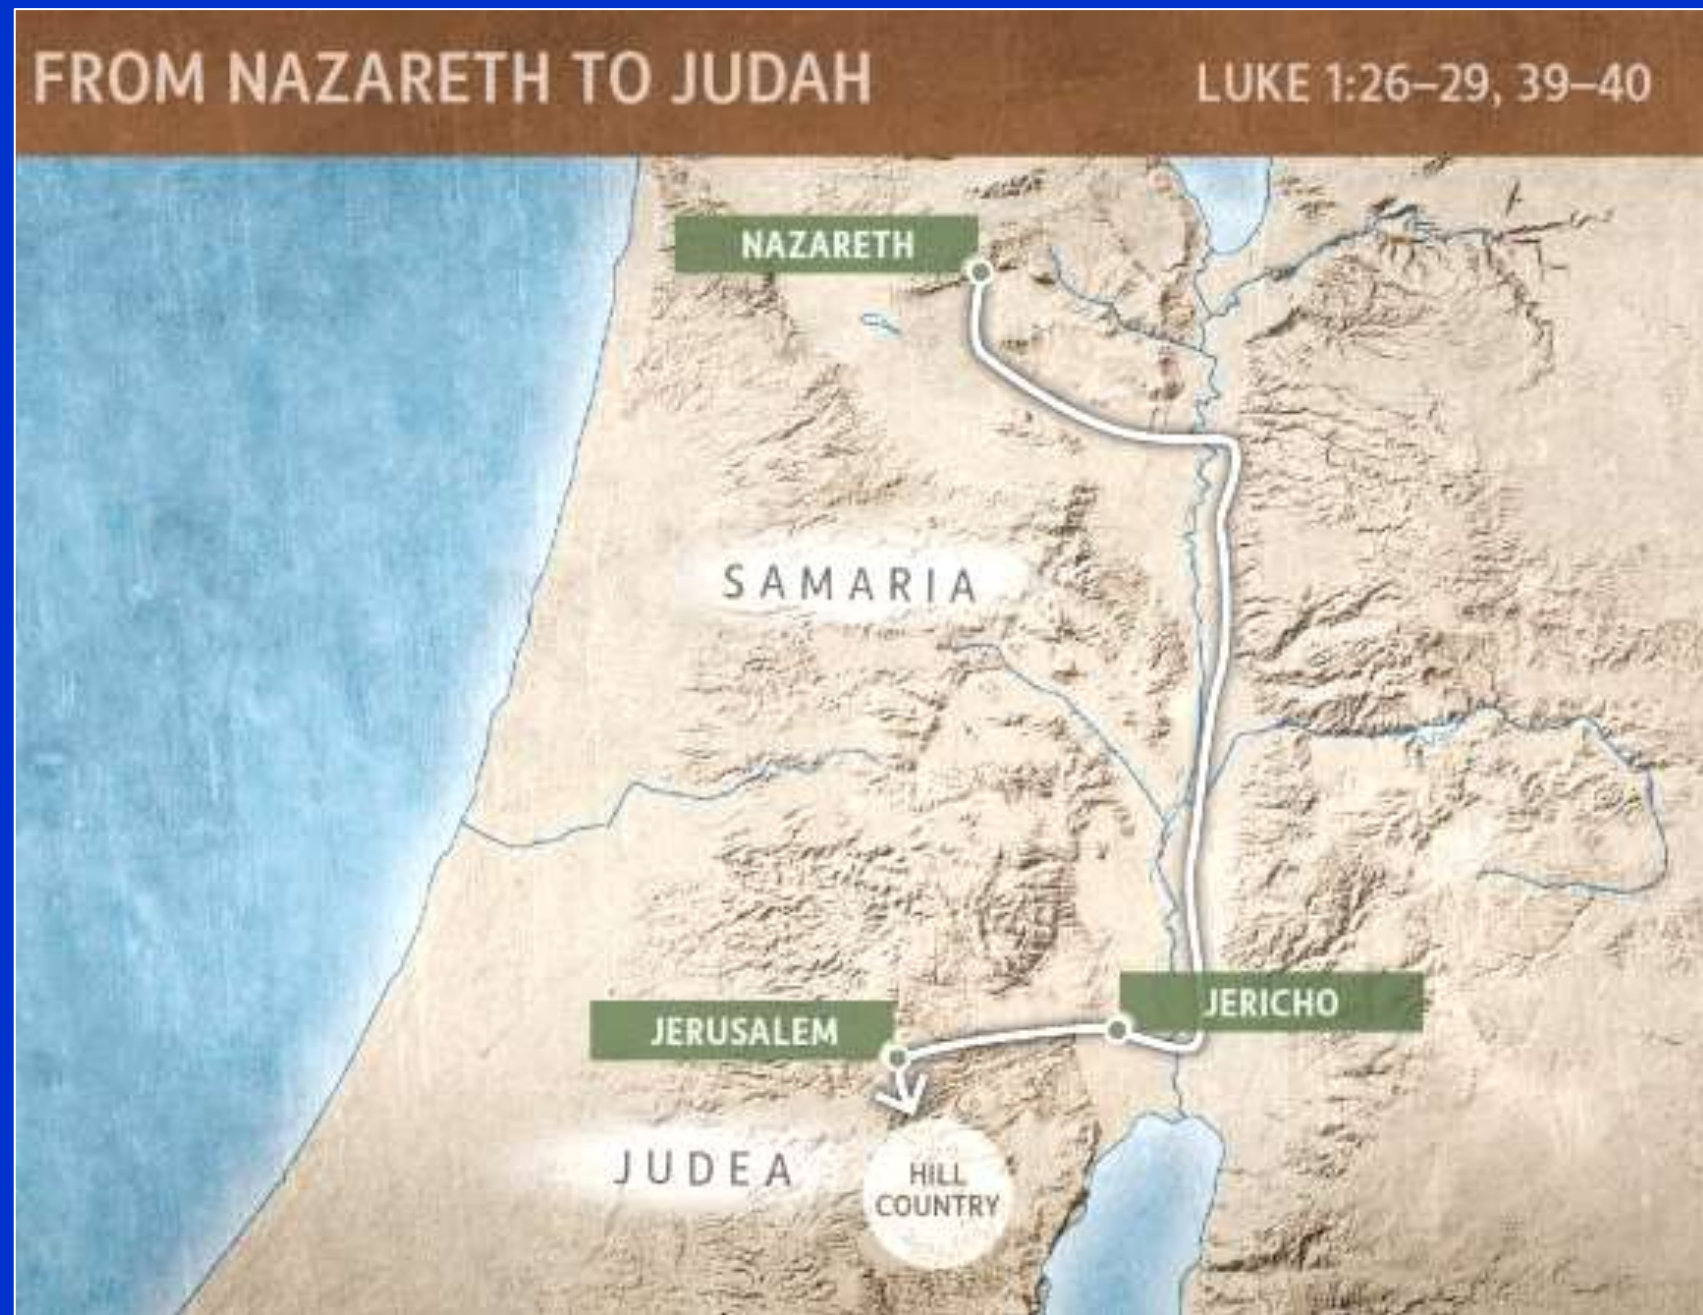 FROM NAZARETH TO JUDAH
LUKE 1:26–29, 39–40
NAZARETH
SAMARIA
JERICHO
JERUSALEM
JUDEA
HILL
COUNTRY